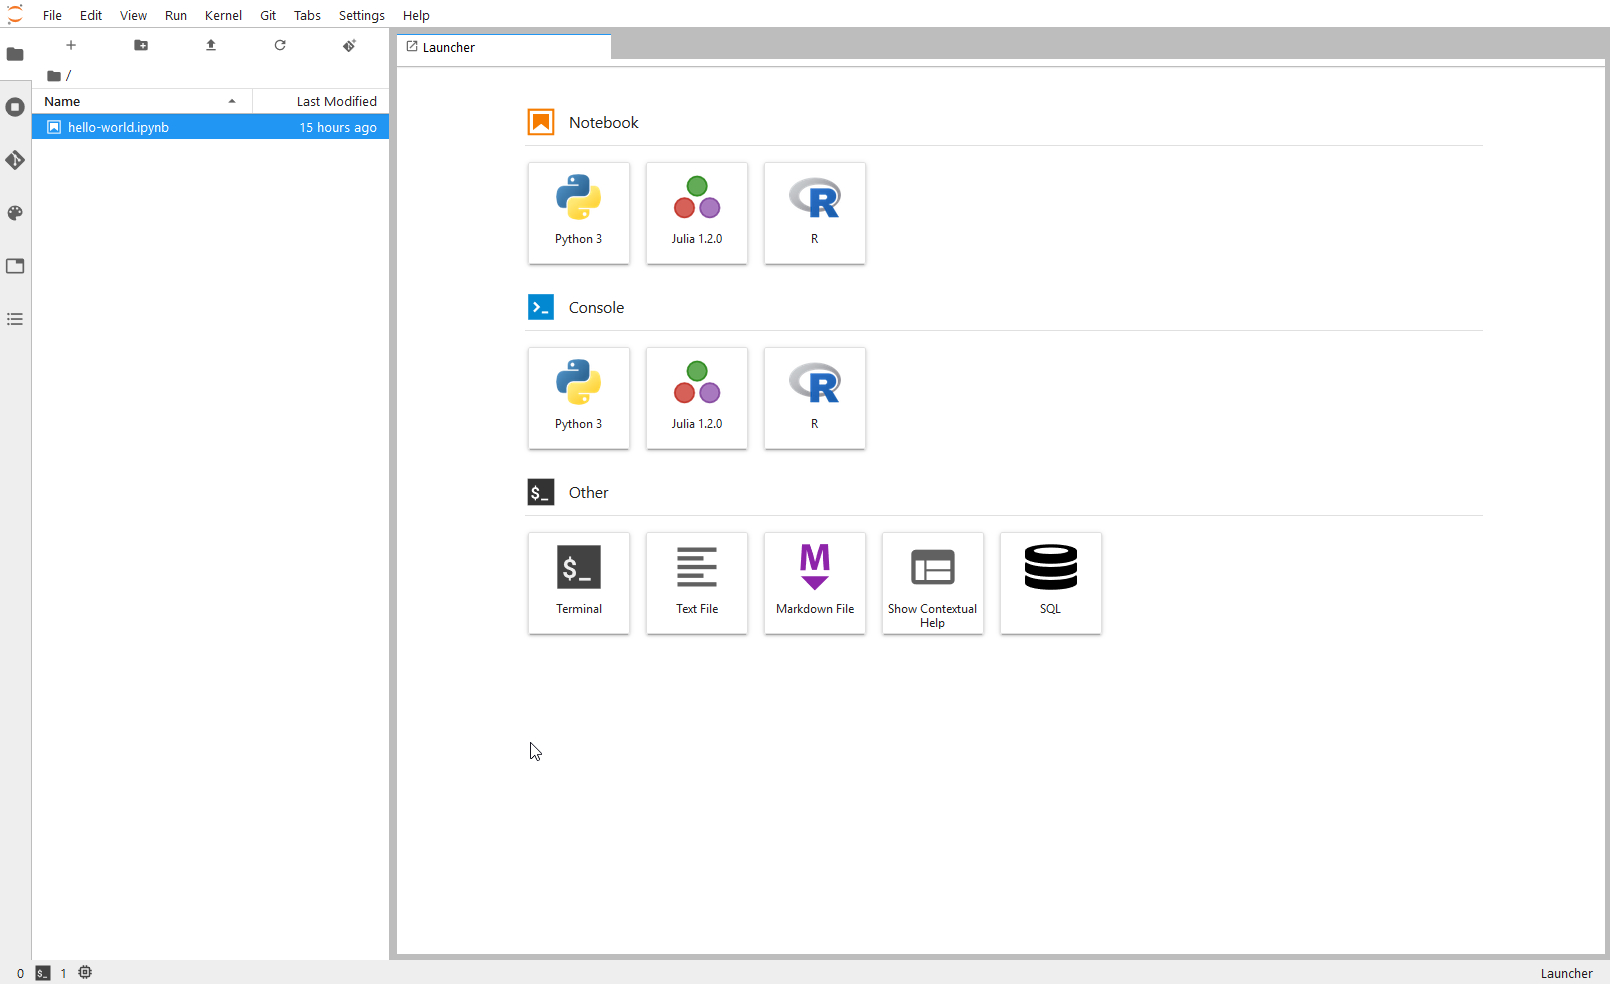 File Edit View Run Kernel Git Tabs Settings Help
Launcher
/
Name Last Modified
hello-world.ipynb 15 hours ago
Notebook
Python 3 Julia 1.2.0 R
Console
Python 3 Julia 1.2.0 R
$_ Other
$_ M
Terminal Text File Markdown File Show Contextual Help SQL
0 $_ 1 Launcher